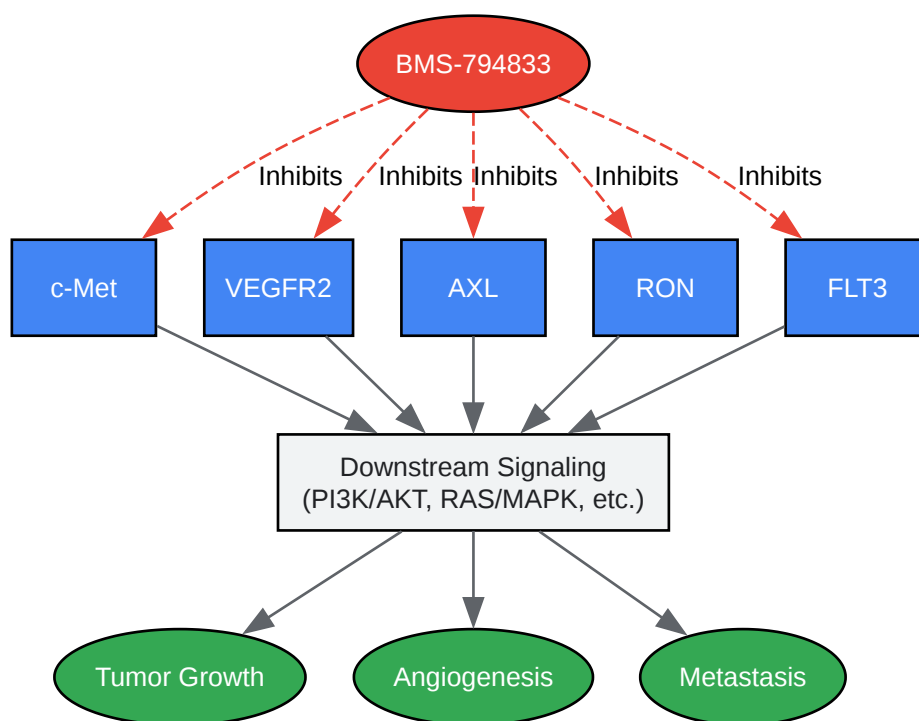 BMS-794833
Inhibits
Inhibits
Inhibits
Inhibits
Inhibits
c-Met
VEGFR2
AXL
RON
FLT3
Downstream Signaling
(PI3K/AKT, RAS/MAPK, etc.)
Tumor Growth
Angiogenesis
Metastasis